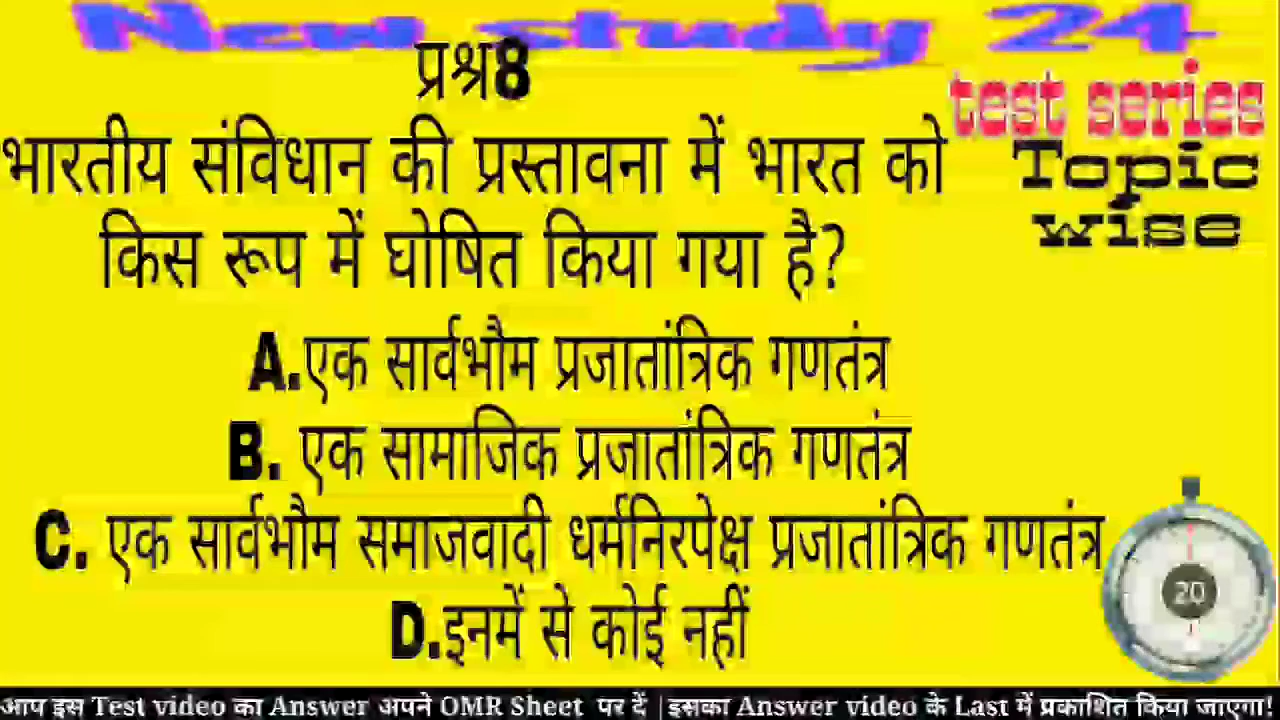 New study 24
प्रश्न8
test series
Topic
wise
भारतीय संविधान की प्रस्तावना में भारत को
किस रूप में घोषित किया गया है?
A.एक सार्वभौम प्रजातांत्रिक गणतंत्र
B. एक सामाजिक प्रजातांत्रिक गणतंत्र
C. एक सार्वभौम समाजवादी धर्मनिरपेक्ष प्रजातांत्रिक गणतंत्र
D.इनमें से कोई नहीं
20
आप इस Test video का Answer अपने OMR Sheet पर दें |इसका Answer video के Last में प्रकाशित किया जाएगा!